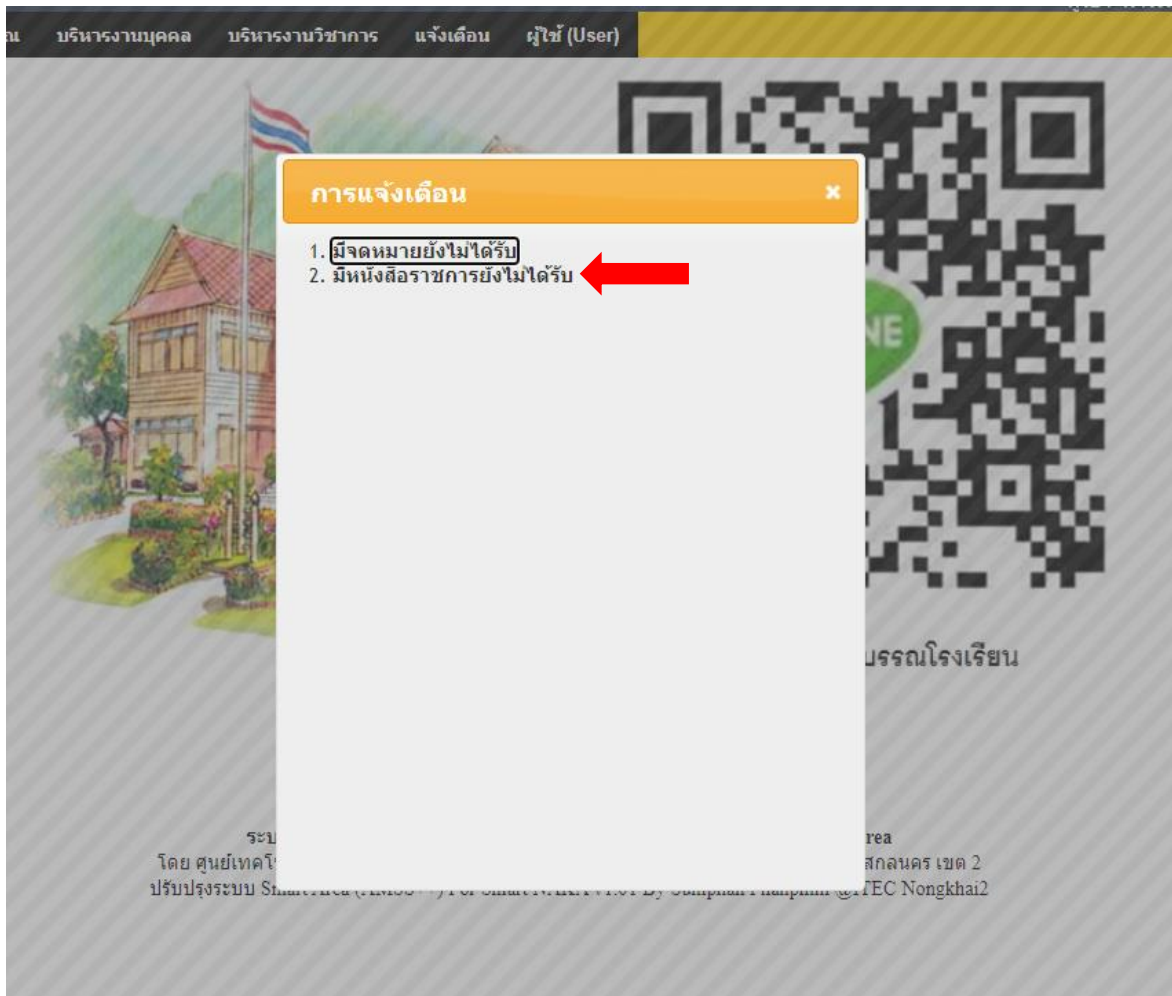 บริหารงานบุคคล บริหารงานวิชาการ แจ้งเตือน ผู้ใช้ (User)
การแจ้งเตือน
1. มีจดหมายยังไม่ได้รับ
2. มีหนังสือราชการยังไม่ได้รับ
NE
บรรณโรงเรียน
ระบ rea
โดย ศูนย์เทคโ สกลนคร เขต 2
ปรับปรุงระบบ @ITEC Nongkhai2